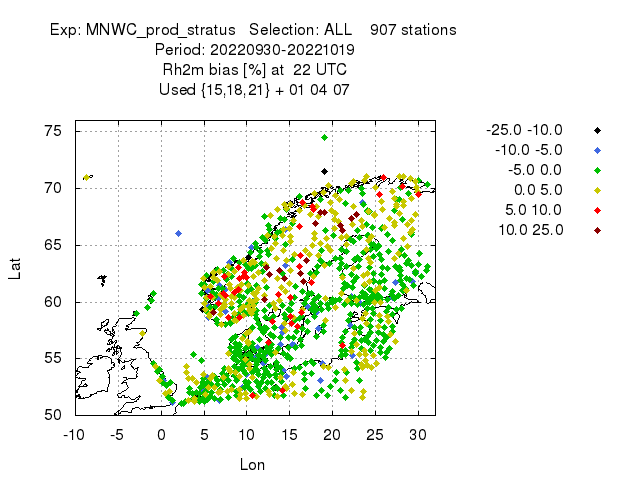 Exp: MNWC_prod_stratus   Selection: ALL    907 stations
Period: 20220930-20221019
Rh2m bias [%] at  22 UTC
Used {15,18,21} + 01 04 07
-25.0 -10.0
-10.0 -5.0
-5.0 0.0
0.0 5.0
5.0 10.0
10.0 25.0
75
70
65
60
55
50
Lat
-10 -5 0 5 10 15 20 25 30
Lon